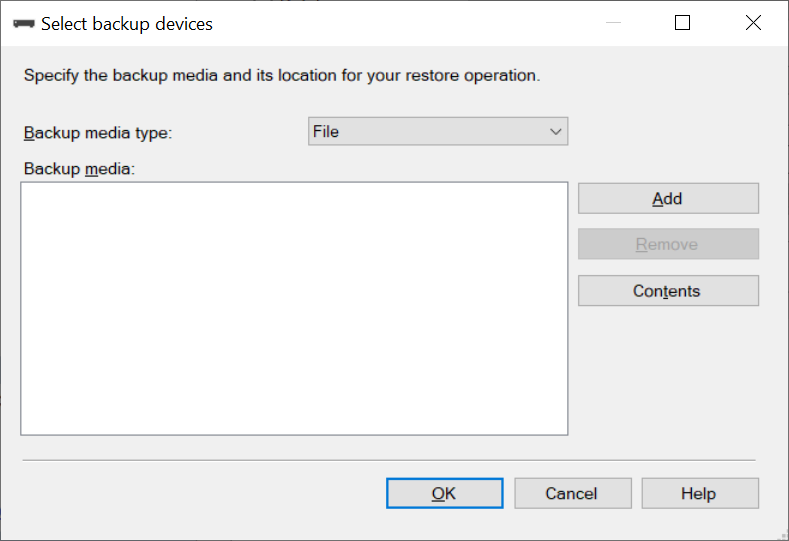 Select backup devices
Specify the backup media and its location for your restore operation.
Backup media type:
File
Backup media:
Add
Remove
Contents
OK
Cancel
Help